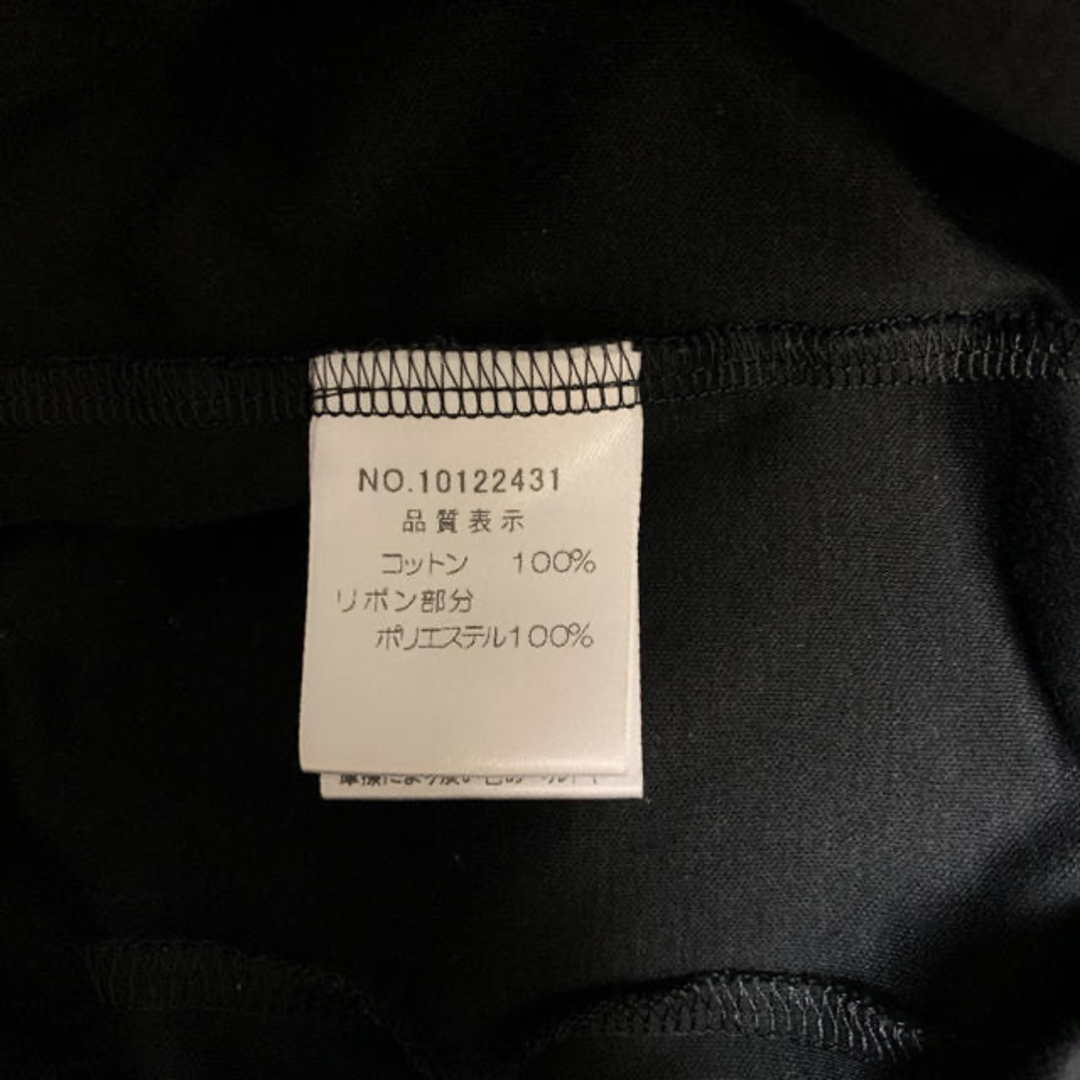 NO.10122431
品質表示
コットン 100%
リボン部分
ポリエステル100%